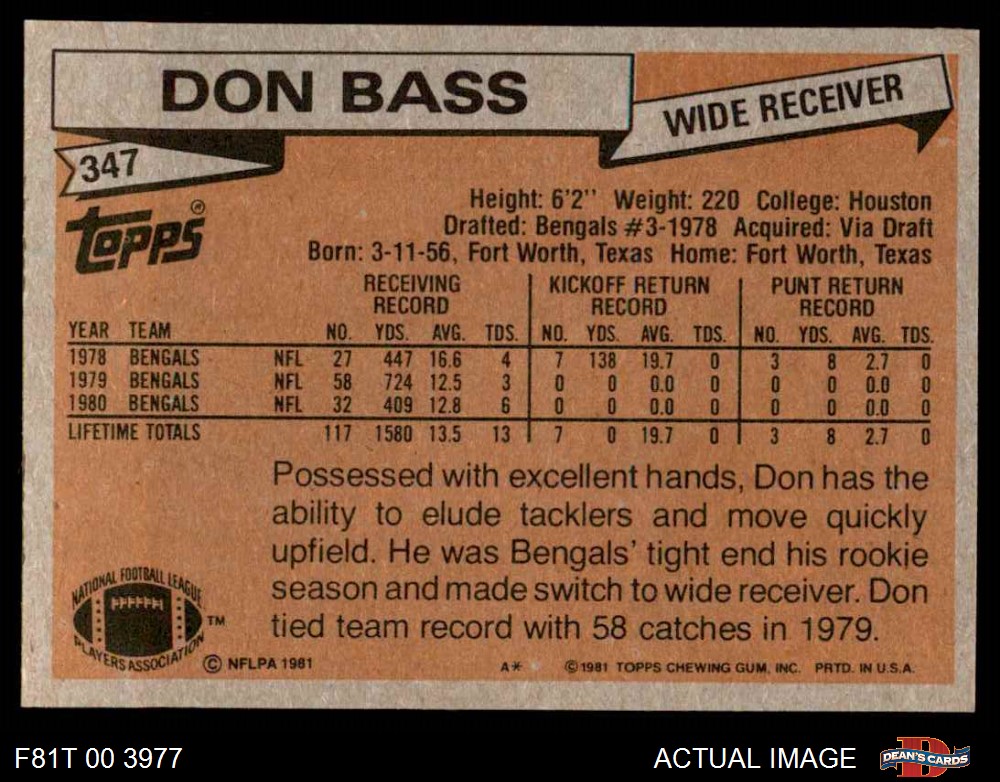 DON BASS
WIDE RECEIVER
347
TOPPS ®
Height: 6'2'' Weight: 220 College: Houston
Drafted: Bengals #3-1978 Acquired: Via Draft
Born: 3-11-56, Fort Worth, Texas Home: Fort Worth, Texas
RECEIVING RECORD KICKOFF RETURN RECORD PUNT RETURN RECORD
YEAR TEAM NO. YDS. AVG. TDS. NO. YDS. AVG. TDS. NO. YDS. AVG. TDS.
1978 BENGALS NFL 27 447 16.6 4 7 138 19.7 0 3 8 2.7 0
1979 BENGALS NFL 58 724 12.5 3 0 0 0.0 0 0 0 0.0 0
1980 BENGALS NFL 32 409 12.8 6 0 0 0.0 0 0 0 0.0 0
LIFETIME TOTALS 117 1580 13.5 13 7 0 19.7 0 3 8 2.7 0
Possessed with excellent hands, Don has the
ability to elude tacklers and move quickly
upfield. He was Bengals' tight end his rookie
season and made switch to wide receiver. Don
tied team record with 58 catches in 1979.
NATIONAL FOOTBALL LEAGUE
PLAYERS ASSOCIATION
TM
© NFLPA 1981 A* © 1981 TOPPS CHEWING GUM, INC. PRTD. IN U.S.A.
F81T 00 3977 ACTUAL IMAGE DEAN'S CARDS